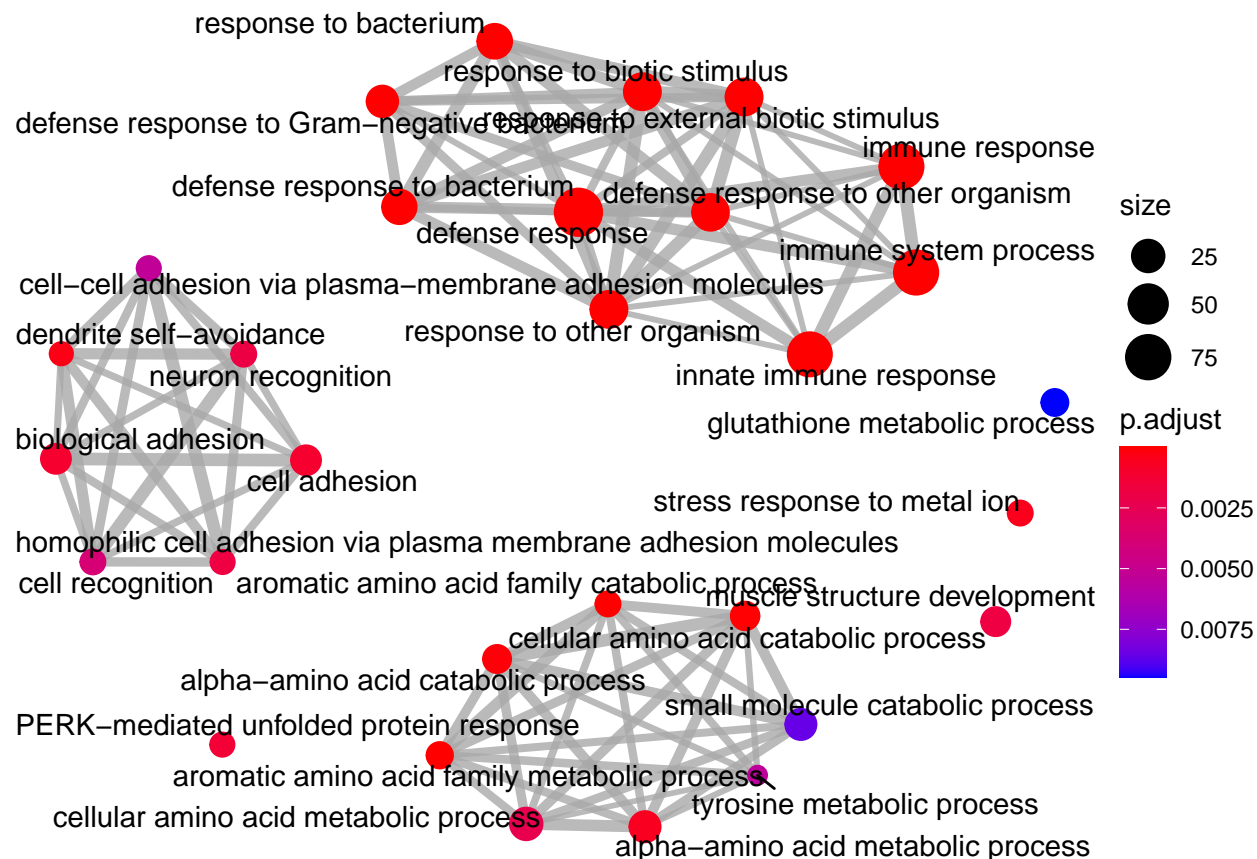 response to bacterium
response to biotic stimulus
defense response to Gram−negative bacterium
response to external biotic stimulus
immune response
defense response to bacterium
defense response to other organism
defense response
immune system process
cell−cell adhesion via plasma−membrane adhesion molecules
response to other organism
dendrite self−avoidance
neuron recognition
innate immune response
glutathione metabolic process
biological adhesion
cell adhesion
stress response to metal ion
homophilic cell adhesion via plasma membrane adhesion molecules
cell recognition
aromatic amino acid family catabolic process
muscle structure development
cellular amino acid catabolic process
alpha−amino acid catabolic process
small molecule catabolic process
PERK−mediated unfolded protein response
aromatic amino acid family metabolic process
tyrosine metabolic process
cellular amino acid metabolic process
alpha−amino acid metabolic process
size
25
50
75
p.adjust
0.0025
0.0050
0.0075